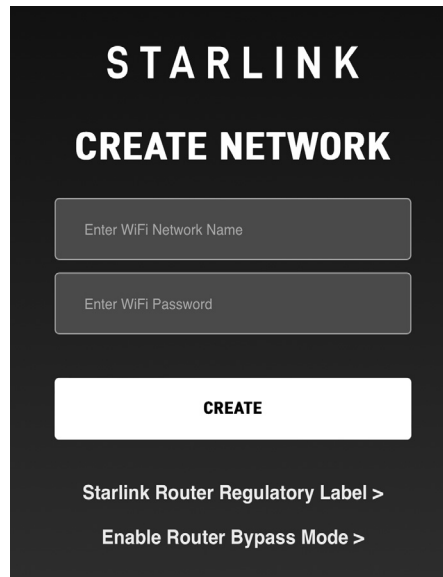 STARLINK
CREATE NETWORK
Enter WiFi Network Name
Enter WiFi Password
CREATE
Starlink Router Regulatory Label >
Enable Router Bypass Mode >